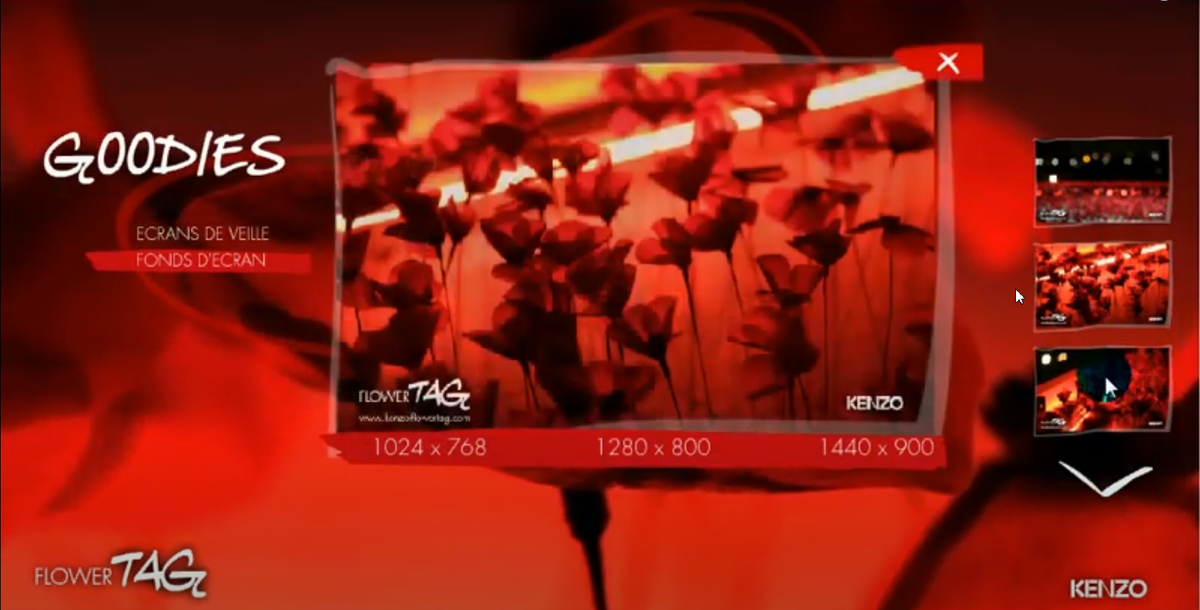 GOODIES
ECRANS DE VEILLE
FONDS D'ECRAN
FLOWER TAG
www.kenzoflowertag.com
KENZO
1024 x 768
1280 x 800
1440 x 900
FLOWER TAG
KENZO